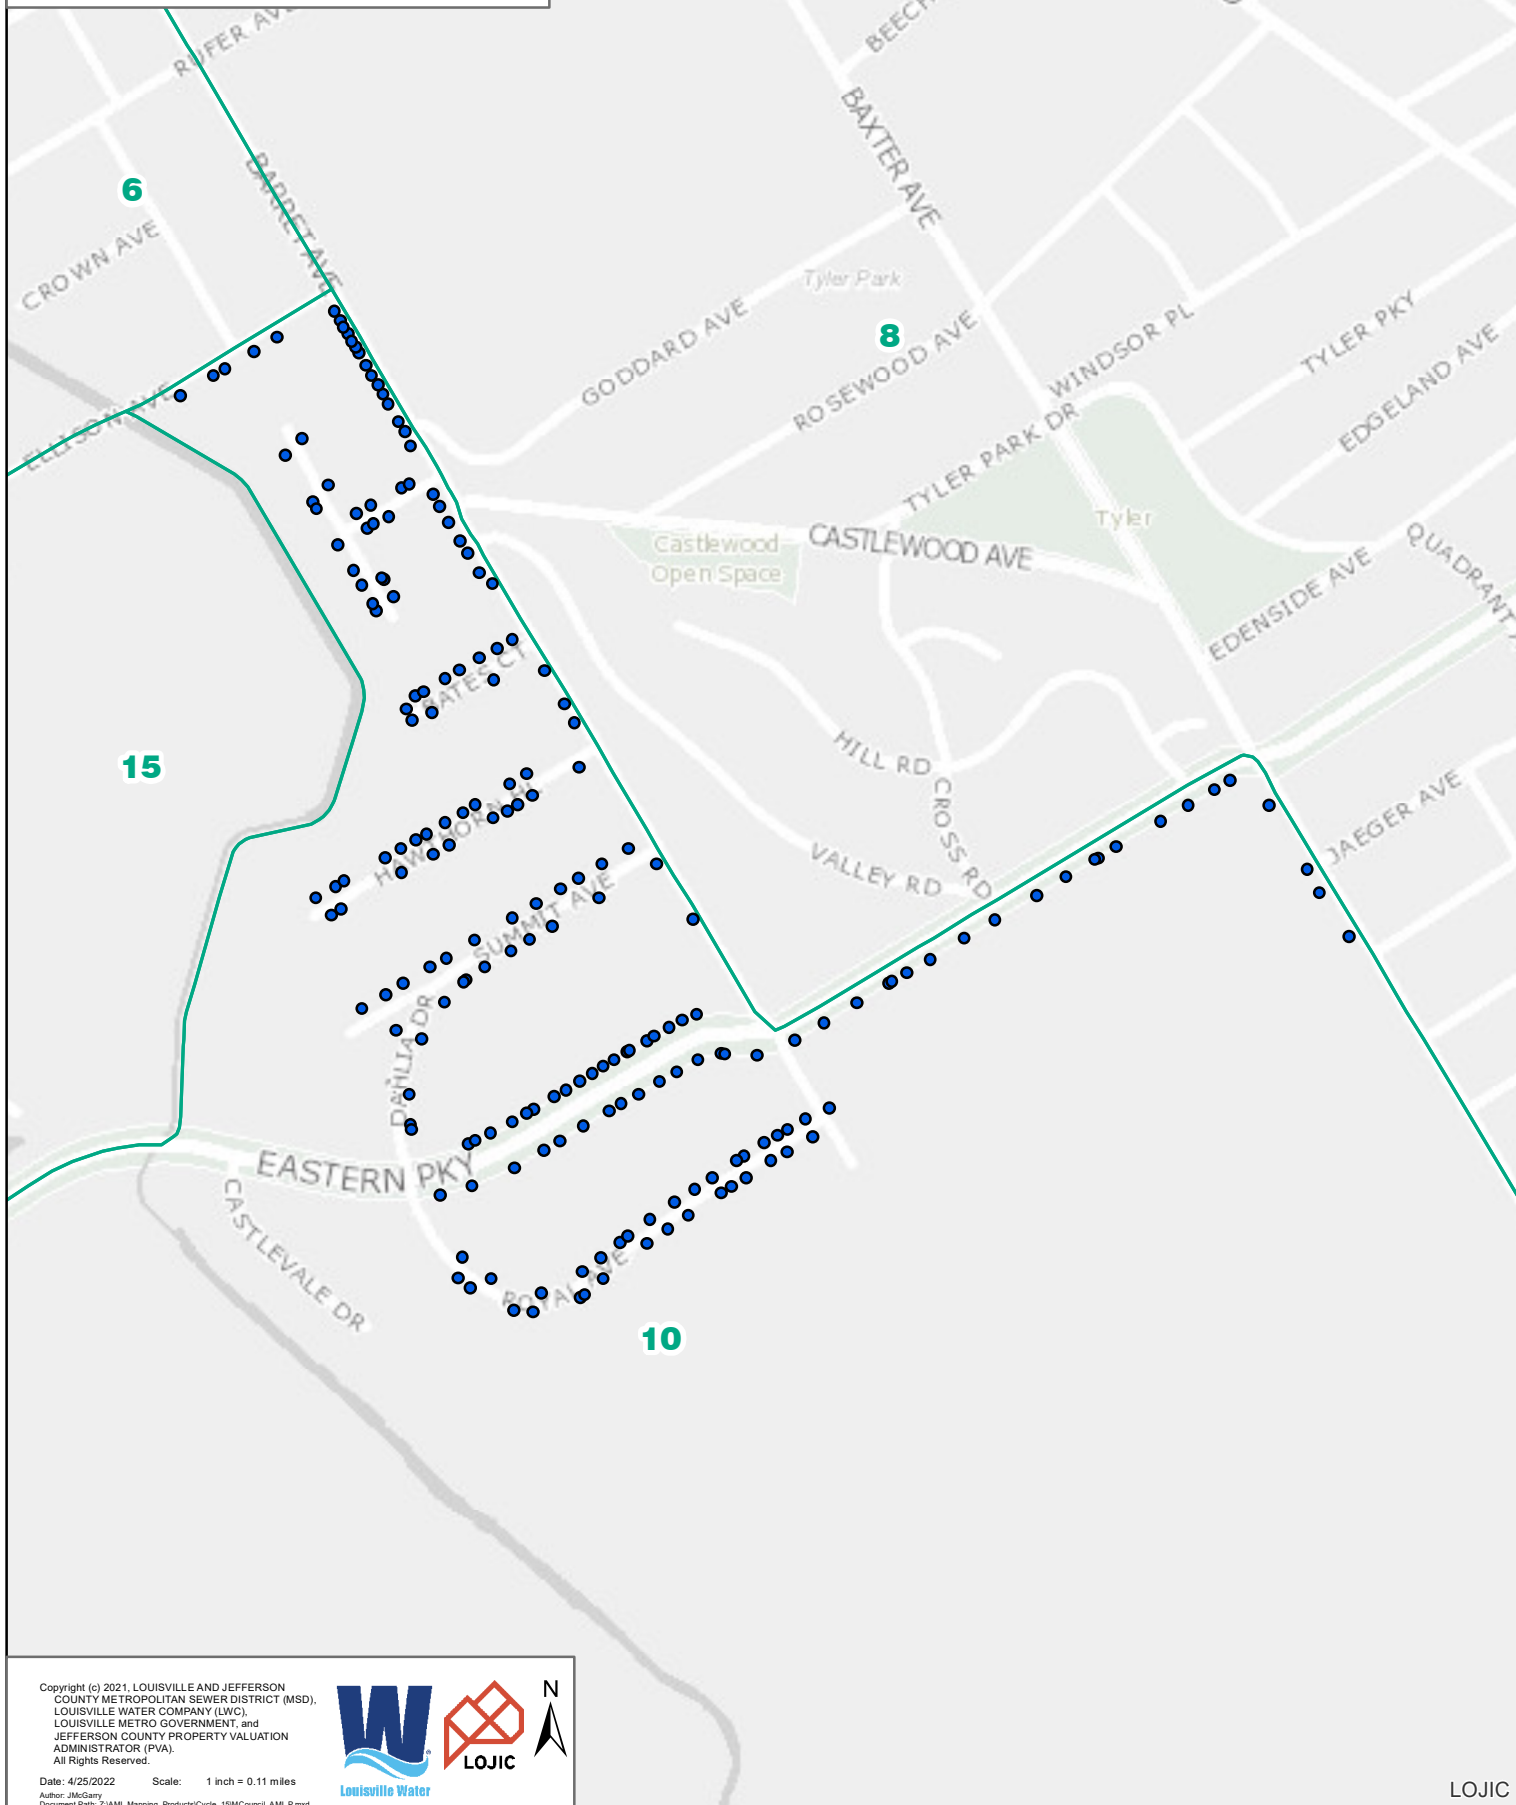 RUFER AVE
BEECH
BAXTER AVE
BARRET AVE
6
CROWN AVE
Tyler Park
8
GODDARD AVE
ROSEWOOD AVE
WINDSOR PL
TYLER PKY
EDGELAND AVE
ELLISON AVE
TYLER PARK DR
Tyler
Castlewood
Open Space
CASTLEWOOD AVE
QUADRANT
EDENSIDE AVE
BATES CT
15
HILL RD
CROSS RD
JAEGER AVE
HAWTHORN HL
VALLEY RD
SUMMIT AVE
DAHLIA DR
EASTERN PKY
CASTLEVALE DR
ROYAL AVE
10
Copyright (c) 2021, LOUISVILLE AND JEFFERSON
COUNTY METROPOLITAN SEWER DISTRICT (MSD),
LOUISVILLE WATER COMPANY (LWC),
LOUISVILLE METRO GOVERNMENT, and
JEFFERSON COUNTY PROPERTY VALUATION
ADMINISTRATOR (PVA).
All Rights Reserved.
Date: 4/25/2022 Scale: 1 inch = 0.11 miles
Author: JMcGarry
W
Louisville Water
LOJIC
N
LOJIC